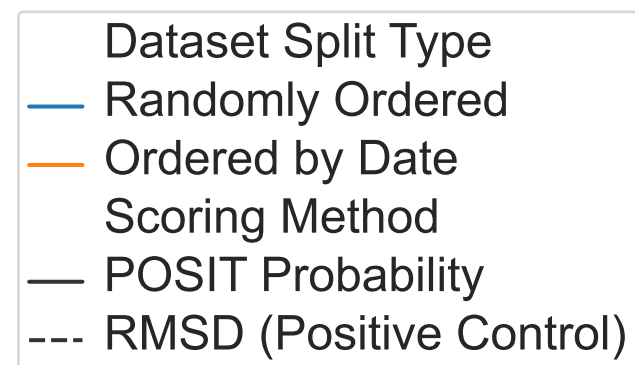 Dataset Split Type
Randomly Ordered
Ordered by Date
Scoring Method
POSIT Probability
RMSD (Positive Control)